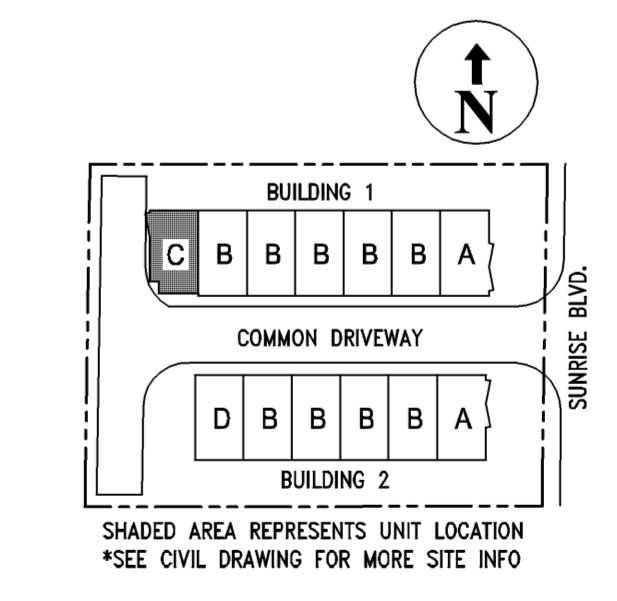 N
BUILDING 1
C B B B B B A
COMMON DRIVEWAY
SUNRISE BLVD.
D B B B B A
BUILDING 2
SHADED AREA REPRESENTS UNIT LOCATION
*SEE CIVIL DRAWING FOR MORE SITE INFO